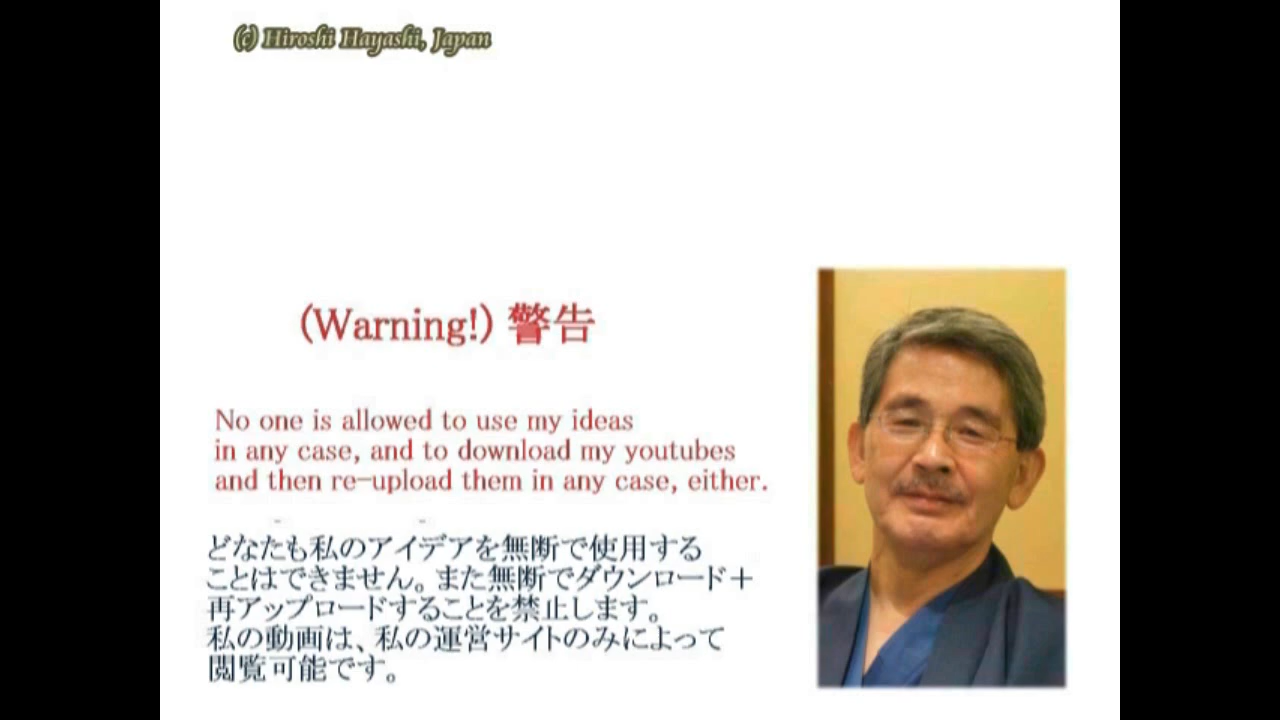 (c) Hiroshi Hayashi, Japan
(Warning!) 警告
No one is allowed to use my ideas
in any case, and to download my youtubes
and then re-upload them in any case, either.
どなたも私のアイデアを無断で使用する
ことはできません。また無断でダウンロード＋
再アップロードすることを禁止します。
私の動画は、私の運営サイトのみによって
閲覧可能です。